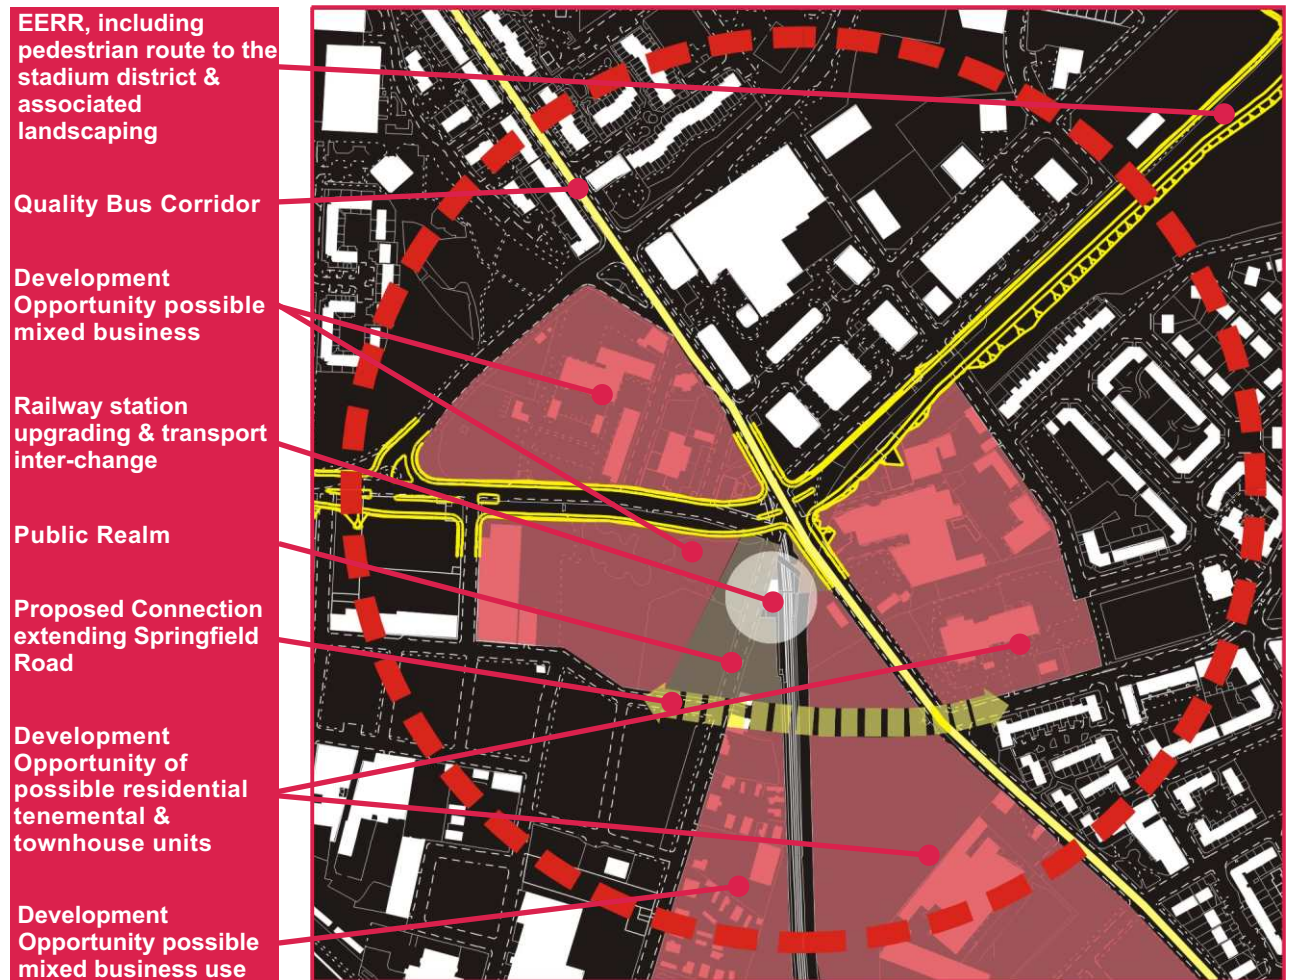 EERR, including
pedestrian route to the
stadium district &
associated
landscaping
Quality Bus Corridor
Development
Opportunity possible
mixed business
Railway station
upgrading & transport
inter-change
Public Realm
Proposed Connection
extending Springfield
Road
Development
Opportunity of
possible residential
tenemental &
townhouse units
Development
Opportunity possible
mixed business use